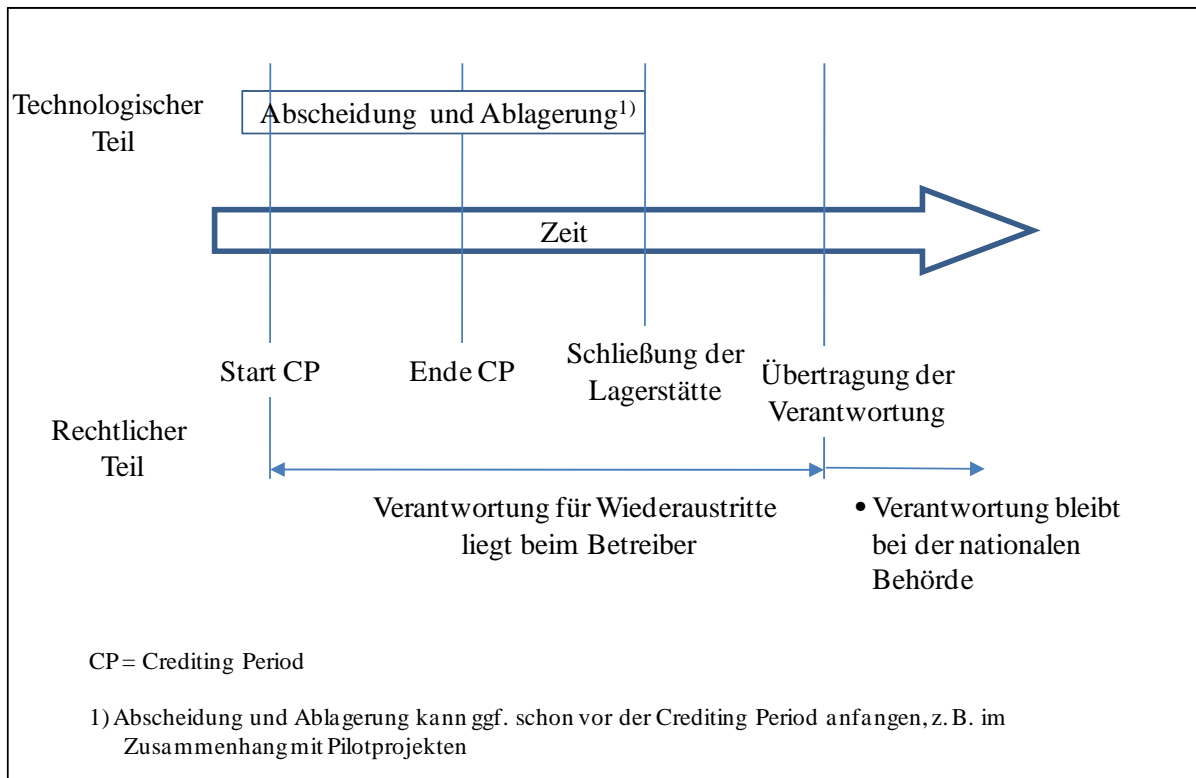 Technologischer
Teil
Abscheidung und Ablagerung1)
Zeit
Start CP
Ende CP
Schließung der
Lagerstätte
Übertragung der
Verantwortung
Rechtlicher
Teil
Verantwortung für Wiederaustritte
liegt beim Betreiber
• Verantwortung bleibt
bei der nationalen
Behörde
CP = Crediting Period
1) Abscheidung und Ablagerung kann ggf. schon vor der Crediting Period anfangen, z. B. im
Zusammenhang mit Pilotprojekten